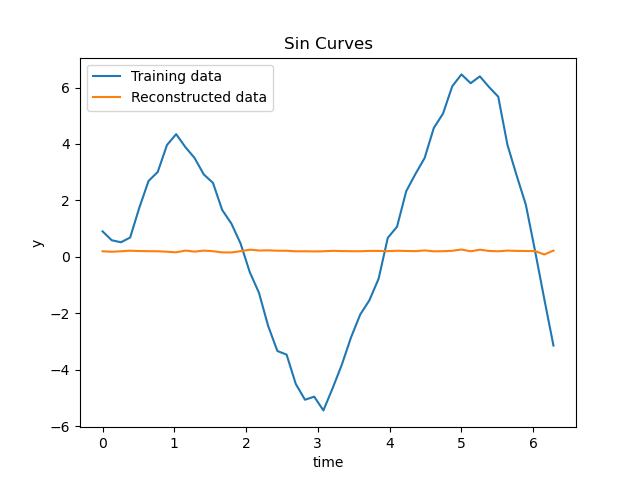 Sin Curves
Training data
Reconstructed data
6
4
2
0
−2
−4
−6
y
0 1 2 3 4 5 6
time